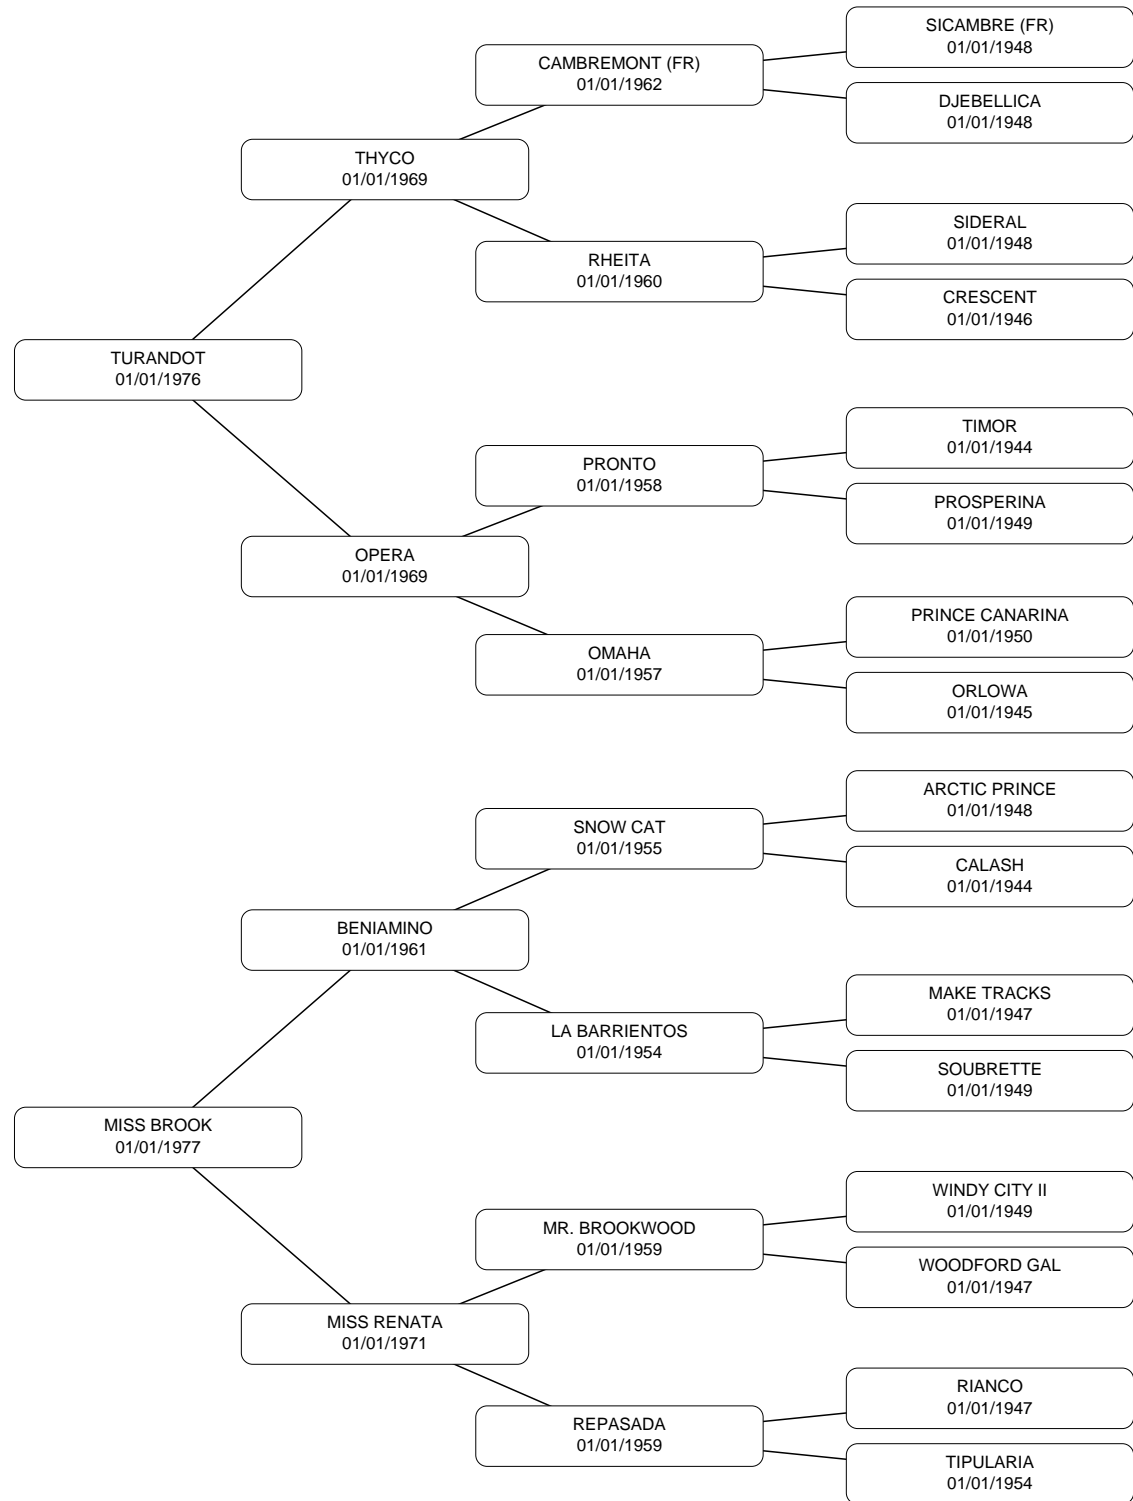 SICAMBRE (FR)
01/01/1948
CAMBREMONT (FR)
01/01/1962
DJEBELLICA
01/01/1948
THYCO
01/01/1969
SIDERAL
01/01/1948
RHEITA
01/01/1960
CRESCENT
01/01/1946
TURANDOT
01/01/1976
TIMOR
01/01/1944
PRONTO
01/01/1958
PROSPERINA
01/01/1949
OPERA
01/01/1969
PRINCE CANARINA
01/01/1950
OMAHA
01/01/1957
ORLOWA
01/01/1945
ARCTIC PRINCE
01/01/1948
SNOW CAT
01/01/1955
CALASH
01/01/1944
BENIAMINO
01/01/1961
MAKE TRACKS
01/01/1947
LA BARRIENTOS
01/01/1954
SOUBRETTE
01/01/1949
MISS BROOK
01/01/1977
WINDY CITY II
01/01/1949
MR. BROOKWOOD
01/01/1959
WOODFORD GAL
01/01/1947
MISS RENATA
01/01/1971
RIANCO
01/01/1947
REPASADA
01/01/1959
TIPULARIA
01/01/1954